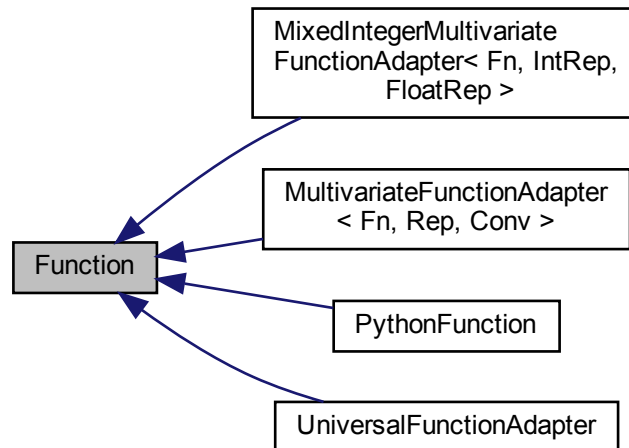 MixedIntegerMultivariate
FunctionAdapter< Fn, IntRep,
FloatRep >
MultivariateFunctionAdapter
< Fn, Rep, Conv >
Function
PythonFunction
UniversalFunctionAdapter